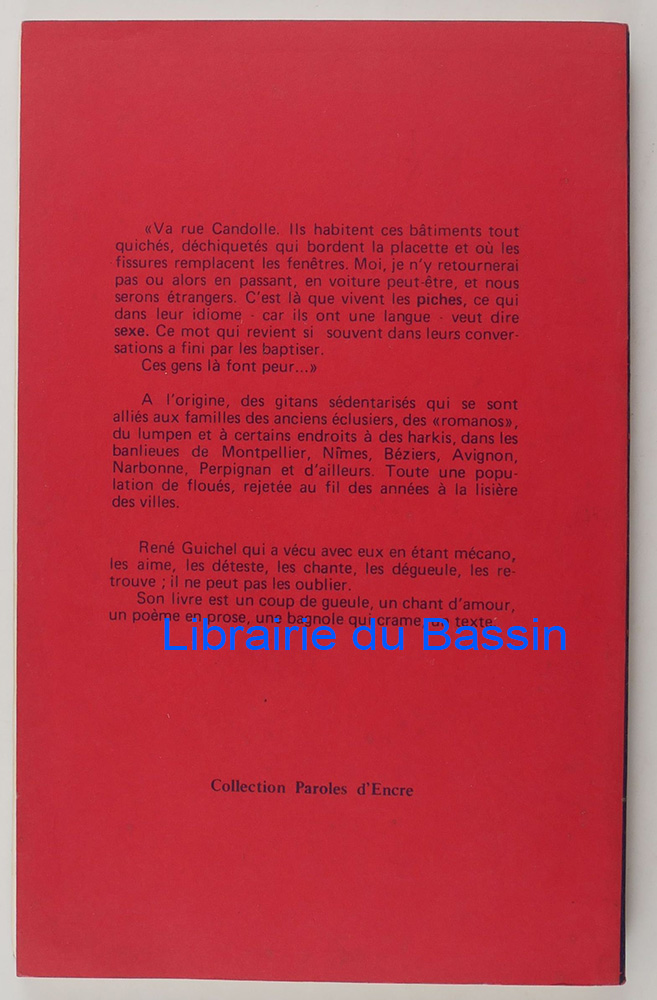 «Va rue Candolle. Ils habitent ces bâtiments tout
quichés, déchiquetés qui bordent la placette et où les
fissures remplacent les fenêtres. Moi, je n'y retournerai
pas ou alors en passant, en voiture peut-être, et nous
serons étrangers. C'est là que vivent les piches, ce qui
dans leur idiome - car ils ont une langue - veut dire
sexe. Ce mot qui revient si souvent dans leurs conver-
sations a fini par les baptiser.
Ces gens là font peur...»
A l'origine, des gitans sédentarisés qui se sont
alliés aux familles des anciens éclusiers, des «romanos»,
du lumpen et à certains endroits à des harkis, dans les
banlieues de Montpellier, Nîmes, Béziers, Avignon,
Narbonne, Perpignan et d'ailleurs. Toute une popu-
lation de floués, rejetée au fil des années à la lisière
des villes.
René Guichel qui a vécu avec eux en étant mécano,
les aime, les déteste, les chante, les dégueule, les re-
trouve ; il ne peut pas les oublier.
Son livre est un coup de gueule, un chant d'amour,
un poème en prose, une bagnole qui crame, un texte.
Librairie du Bassin
Collection Paroles d'Encre